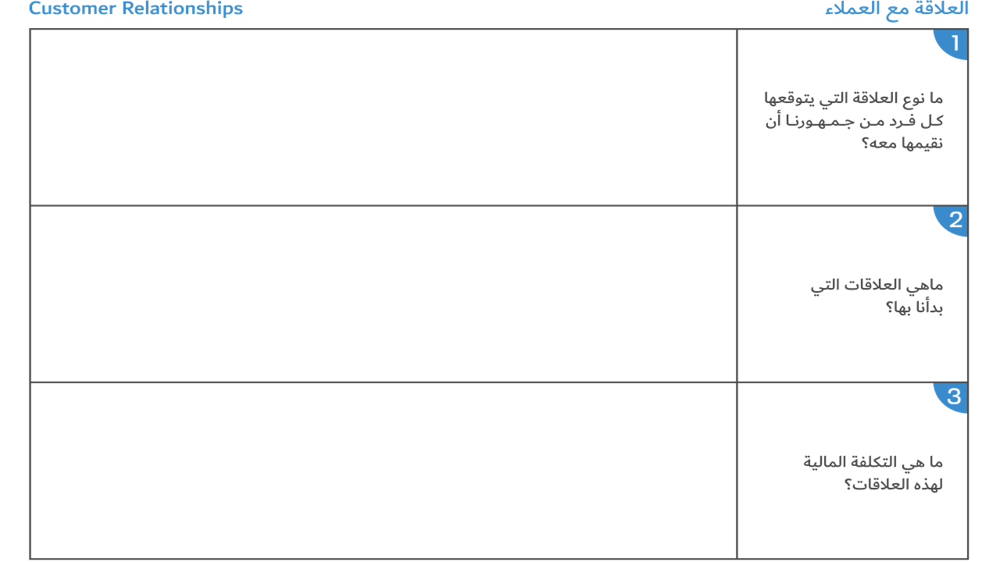 العلاقة مع العملاء
Customer Relationships
1
ما نوع العلاقة التي يتوقعها
كـل فـرد مـن جـمـهـورنـا أن
نقيمها معه؟
2
ماهي العلاقات التي
بدأنا بها؟
3
ما هي التكلفة المالية
لهذه العلاقات؟